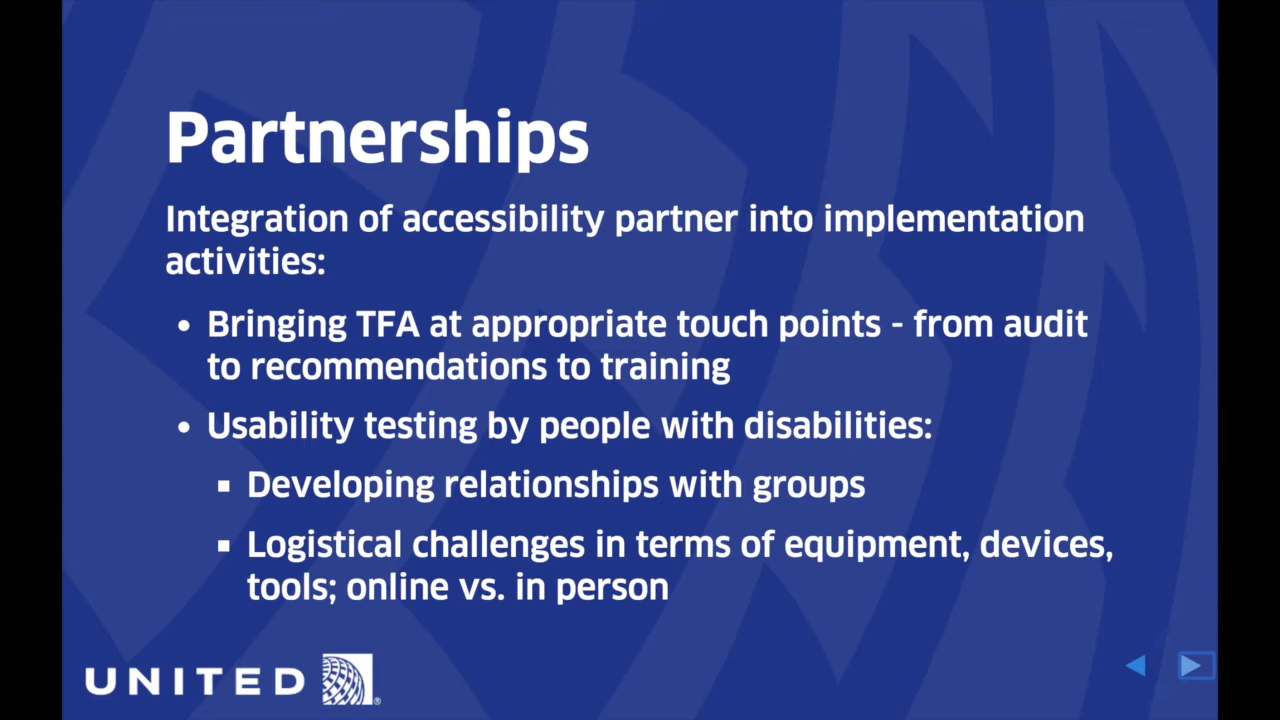 Partnerships
Integration of accessibility partner into implementation
activities:
• Bringing TFA at appropriate touch points - from audit
to recommendations to training
• Usability testing by people with disabilities:
▪ Developing relationships with groups
▪ Logistical challenges in terms of equipment, devices,
tools; online vs. in person
UNITED ®